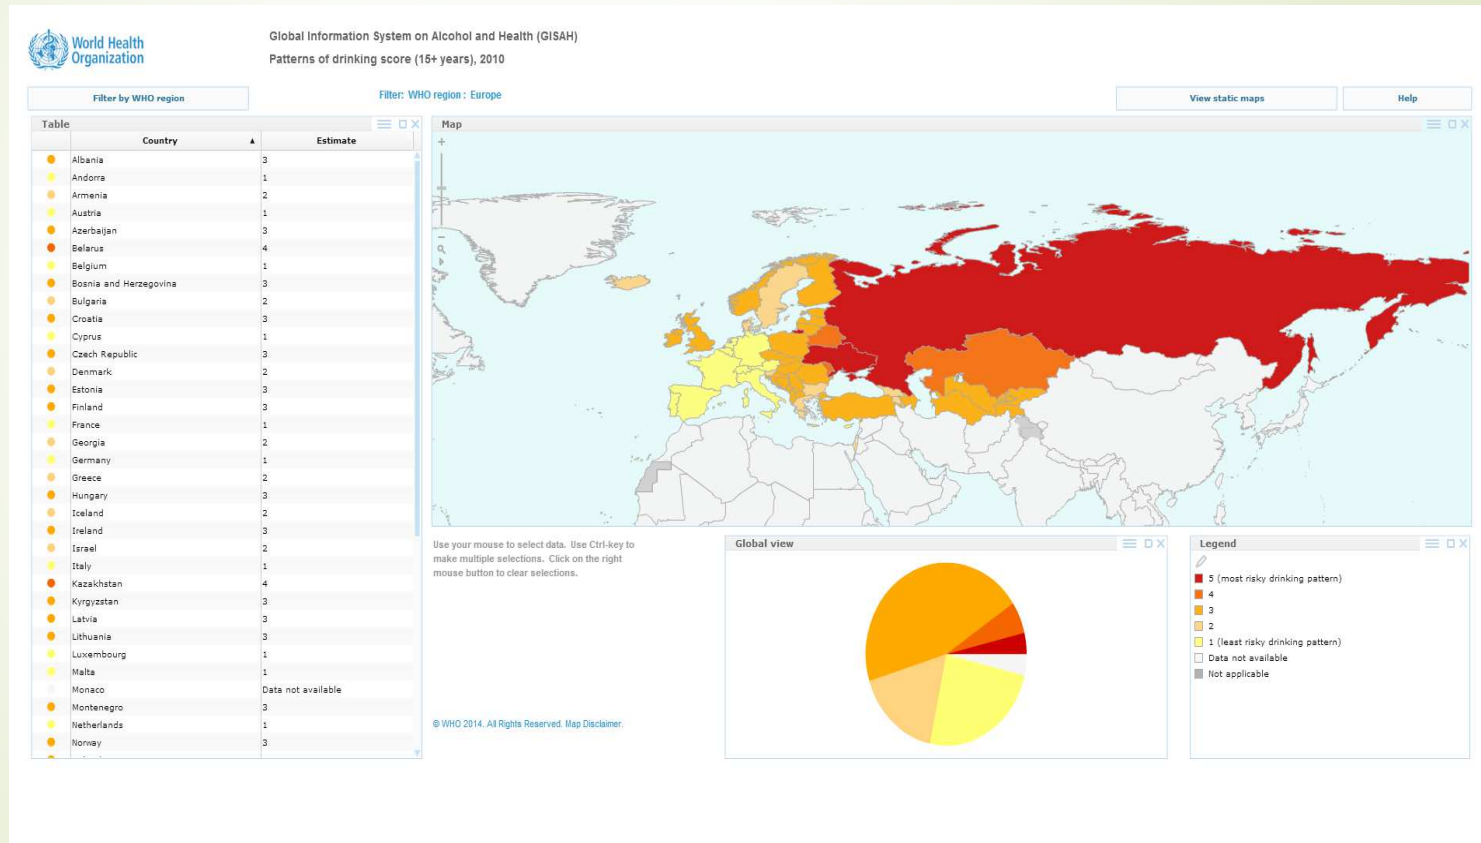 World Health
Organization
Global Information System on Alcohol and Health (GISAH)
Patterns of drinking score (15+ years), 2010
Filter by WHO region
Filter: WHO region : Europe
View static maps
Help
Table
Country Estimate
Albania 3
Andorra 1
Armenia 2
Austria 1
Azerbaijan 3
Belarus 4
Belgium 1
Bosnia and Herzegovina 3
Bulgaria 2
Croatia 3
Cyprus 1
Czech Republic 3
Denmark 2
Estonia 3
Finland 3
France 1
Georgia 2
Germany 1
Greece 2
Hungary 3
Iceland 2
Ireland 3
Israel 2
Italy 1
Kazakhstan 4
Kyrgyzstan 3
Latvia 3
Lithuania 3
Luxembourg 1
Malta 1
Monaco Data not available
Montenegro 3
Netherlands 1
Norway 3
Map
Use your mouse to select data. Use Ctrl-key to
make multiple selections. Click on the right
mouse button to clear selections.
© WHO 2014. All Rights Reserved. Map Disclaimer.
Global view
Legend
5 (most risky drinking pattern)
4
3
2
1 (least risky drinking pattern)
Data not available
Not applicable